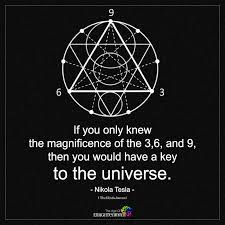 9
6
3
If you only knew
the magnificence of the 3,6, and 9,
then you would have a key
to the universe.
- Nikola Tesla -